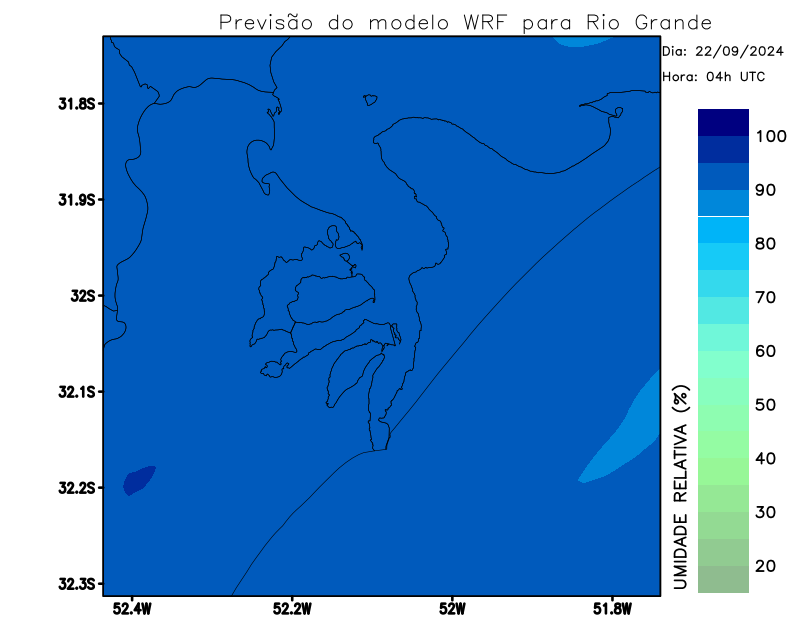 Previsão do modelo WRF para Rio Grande
Dia: 22/09/2024
Hora: 04h UTC
31.8S
31.9S
32S
32.1S
32.2S
32.3S
52.4W
52.2W
52W
51.8W
100
90
80
70
60
50
40
30
20
UMIDADE RELATIVA (%)